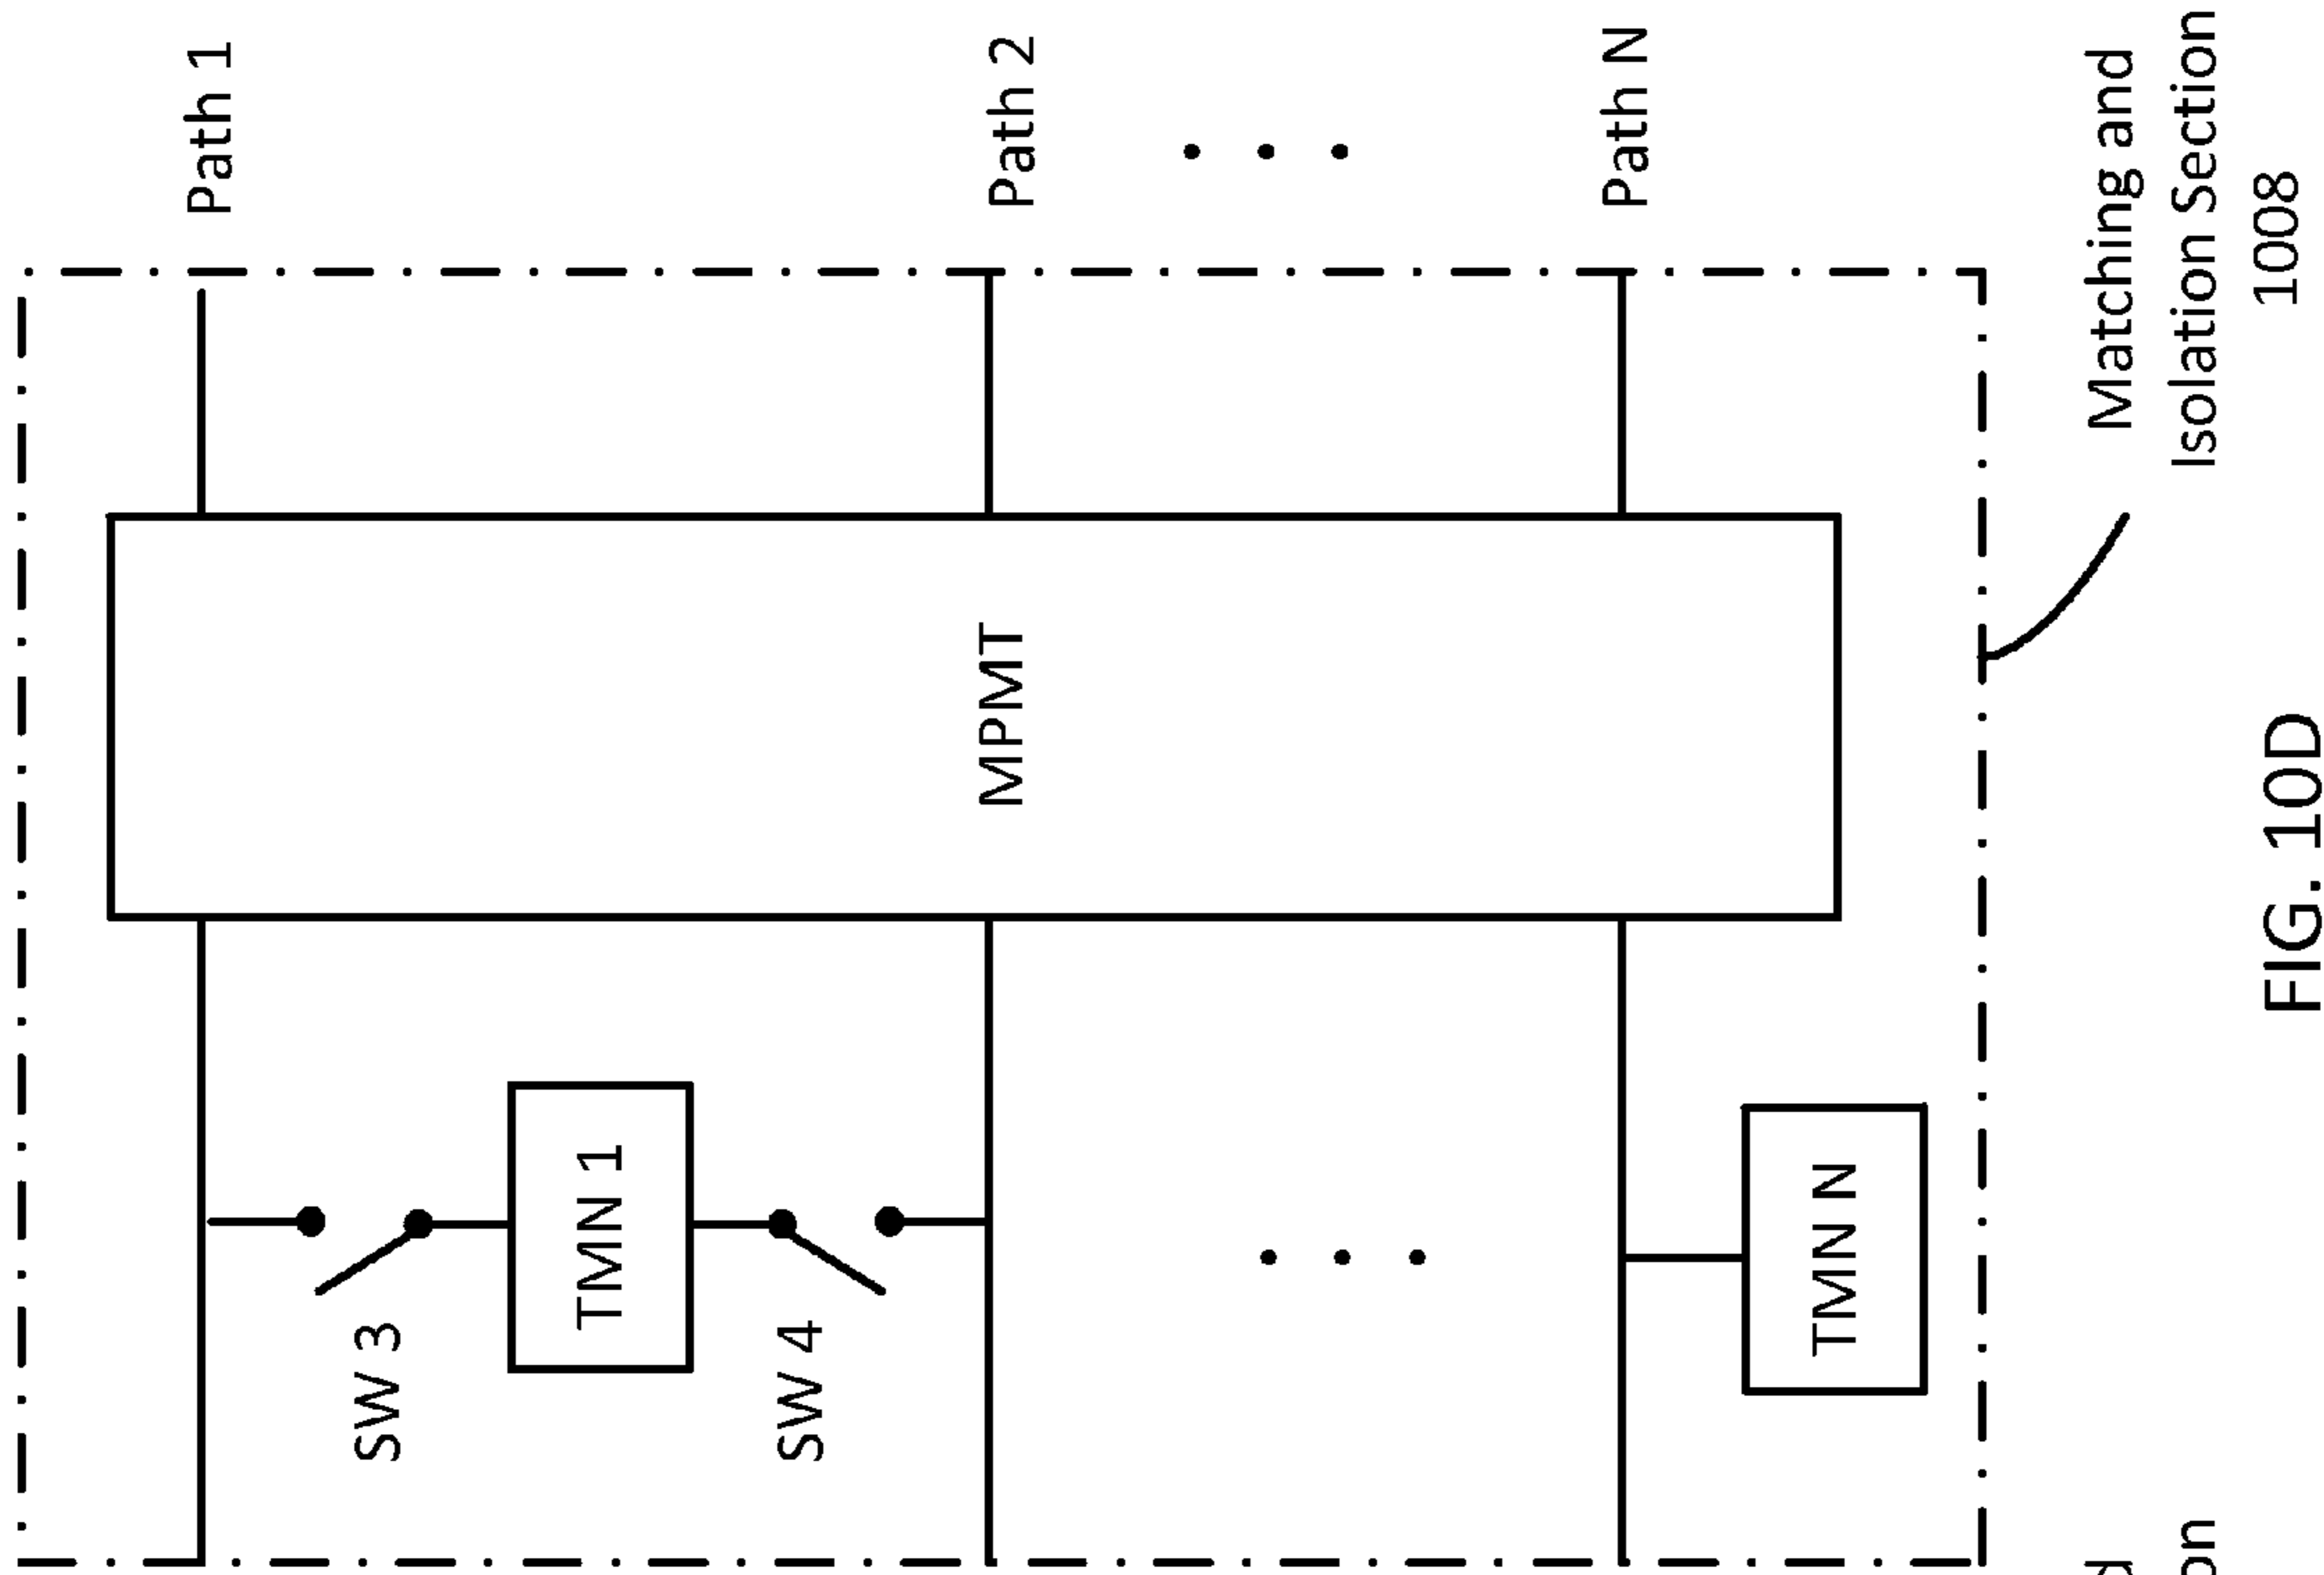 Path 1
Path 2
Path N
MPMT
SW 3
TMN 1
SW 4
TMN N
Matching and
Isolation Section
1008
FIG. 10D